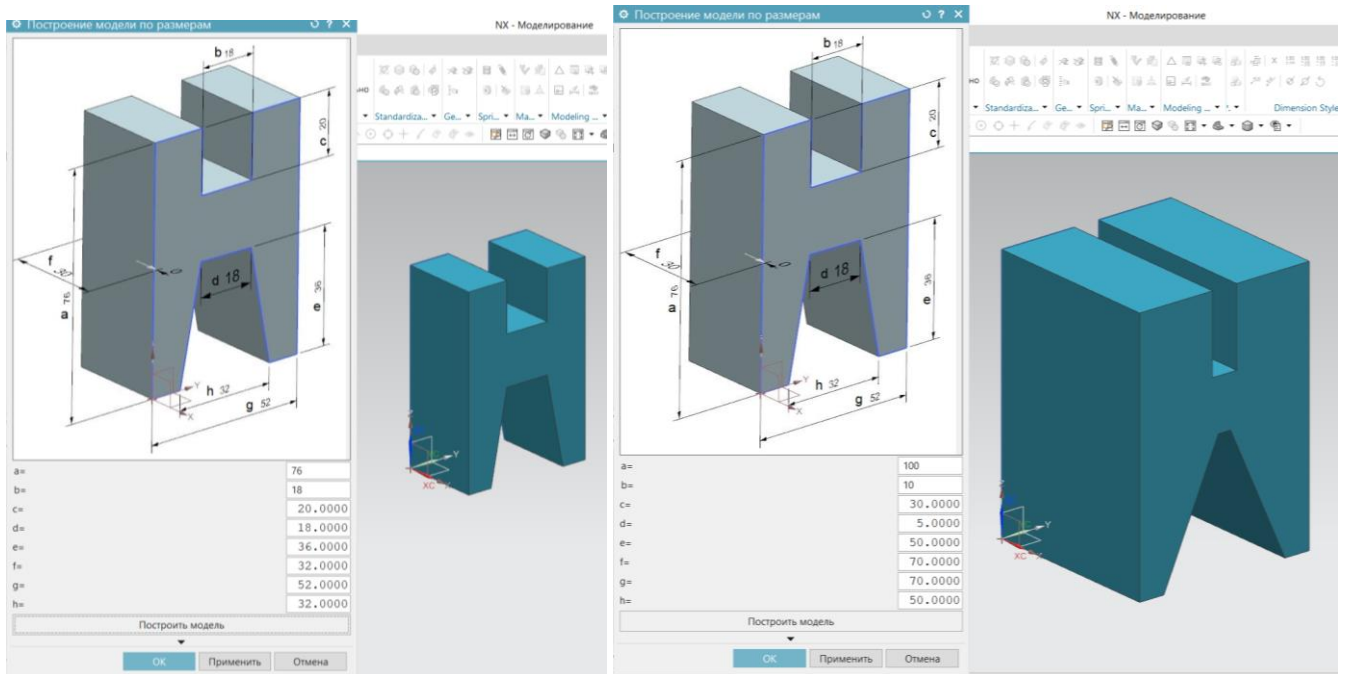 Построение модели по размерам
NX - Моделирование
Standardiza...
Ge...
Spri...
Ma...
Modeling ...
b 18
20
c
f
76
a
d 18
36
e
h 32
g 52
Y
X
a=
76
b=
18
c=
20.0000
d=
18.0000
e=
36.0000
f=
32.0000
g=
52.0000
h=
32.0000
Построить модель
OK
Применить
Отмена
XC
Y
Построение модели по размерам
NX - Моделирование
Standardiza...
Ge...
Spri...
Ma...
Modeling ...
Dimension Style
b 18
20
c
f
76
a
d 18
36
e
h 32
g 52
Y
X
a=
100
b=
10
c=
30.0000
d=
5.0000
e=
50.0000
f=
70.0000
g=
70.0000
h=
50.0000
Построить модель
OK
Применить
Отмена
XC
Y